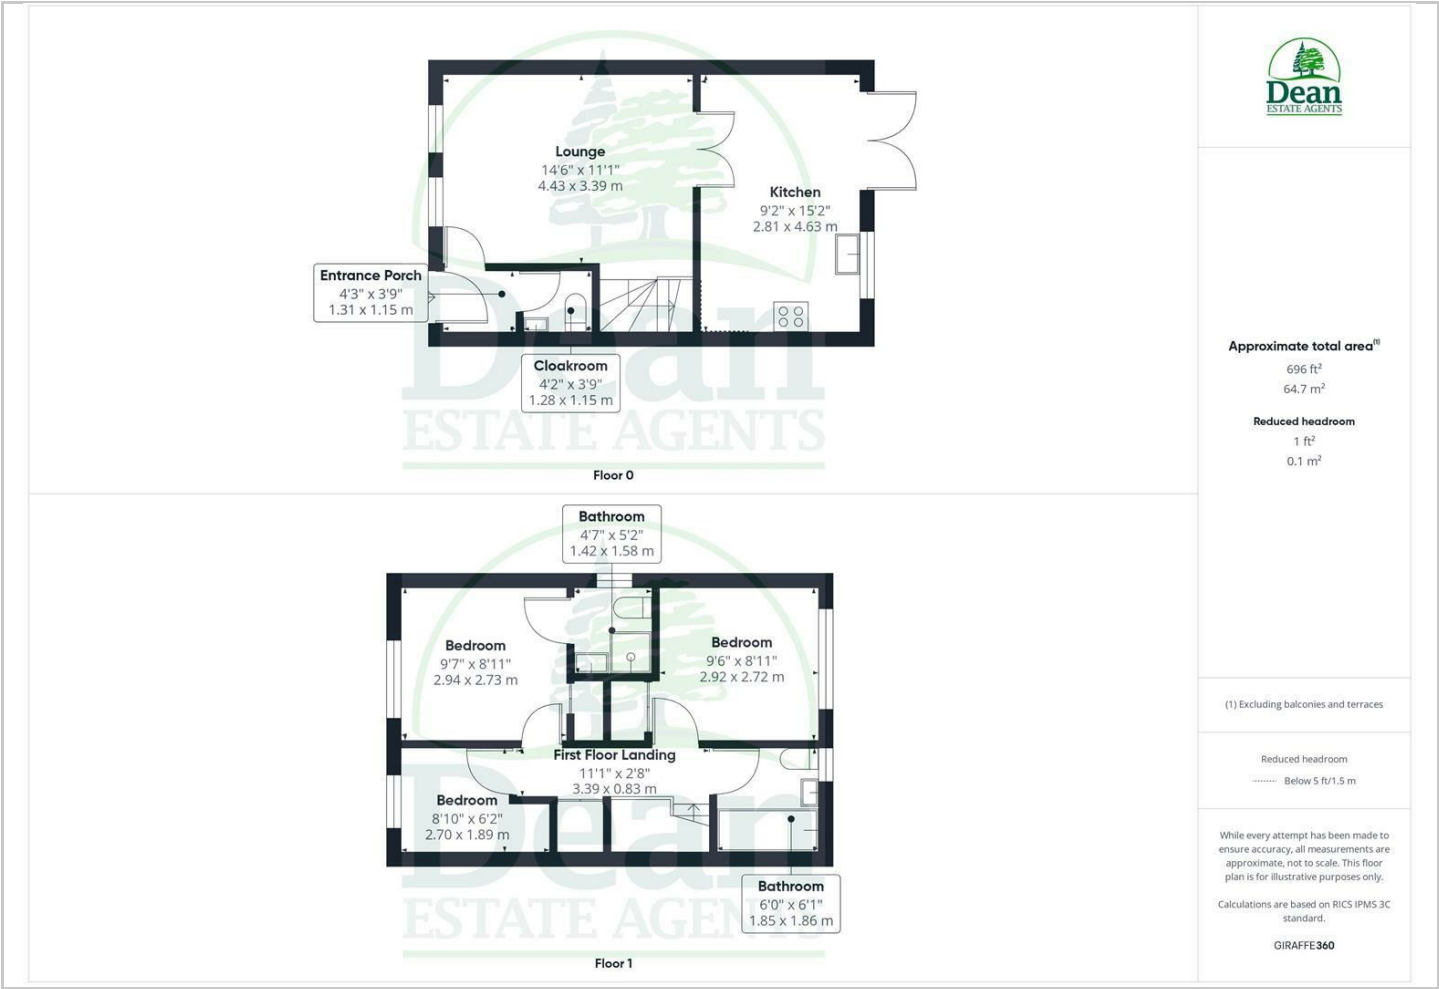 Lounge
14'6" x 11'1"
4.43 x 3.39 m
Kitchen
9'2" x 15'2"
2.81 x 4.63 m
Entrance Porch
4'3" x 3'9"
1.31 x 1.15 m
Cloakroom
4'2" x 3'9"
1.28 x 1.15 m
Dean
ESTATE AGENTS
Floor 0
Bathroom
4'7" x 5'2"
1.42 x 1.58 m
Bedroom
9'7" x 8'11"
2.94 x 2.73 m
Bedroom
9'6" x 8'11"
2.92 x 2.72 m
First Floor Landing
11'1" x 2'8"
3.39 x 0.83 m
Bedroom
8'10" x 6'2"
2.70 x 1.89 m
Bathroom
6'0" x 6'1"
1.85 x 1.86 m
Dean
ESTATE AGENTS
Floor 1
Dean
ESTATE AGENTS
Approximate total area(1)
696 ft²
64.7 m²
Reduced headroom
1 ft²
0.1 m²
(1) Excluding balconies and terraces
Reduced headroom
Below 5 ft/1.5 m
While every attempt has been made to
ensure accuracy, all measurements are
approximate, not to scale. This floor
plan is for illustrative purposes only.
Calculations are based on RICS IPMS 3C
standard.
GIRAFFE360